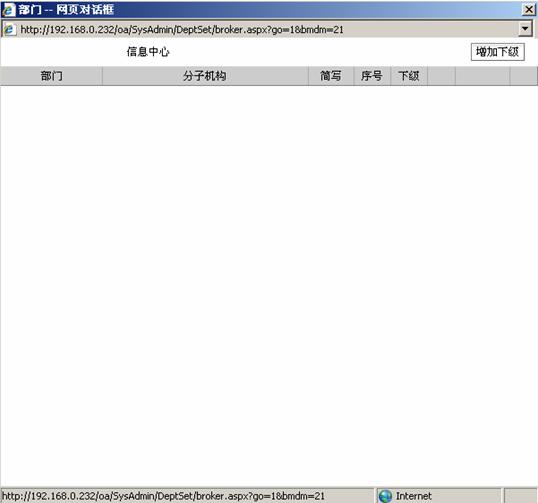 部门 -- 网页对话框
http://192.168.0.232/oa/SysAdmin/DeptSet/broker.aspx?go=1&bmdm=21
信息中心 增加下级
部门 分子机构 简写 序号 下级
http://192.168.0.232/oa/SysAdmin/DeptSet/broker.aspx?go=1&bmdm=21 Internet